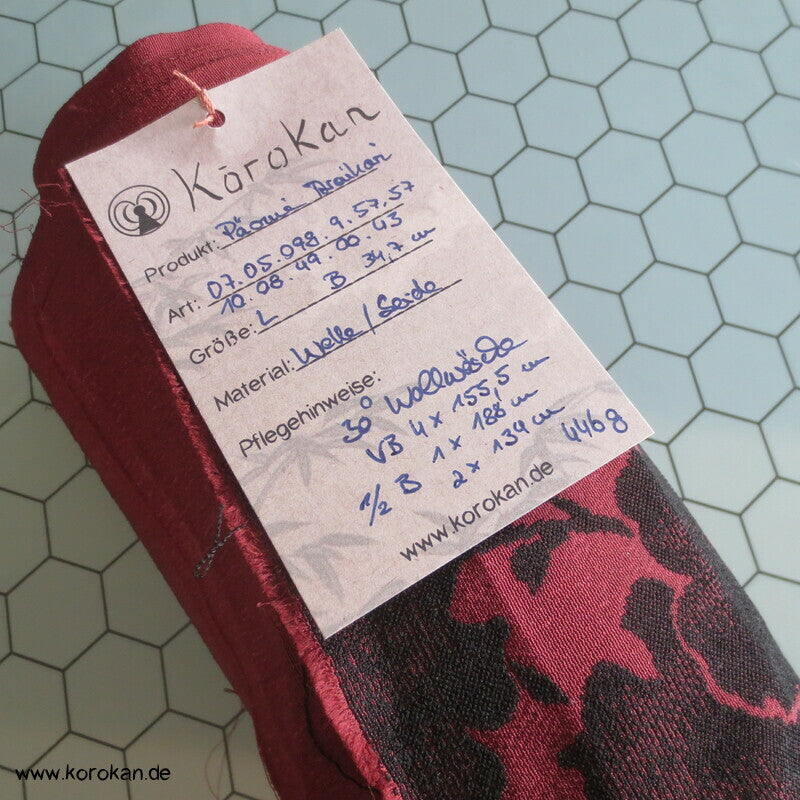 KōroKan
Produkt: Päonie Draikan
Art: 07.05.098.9.57.57
10.08.49.00.43
Größe: L B 34,7 cm
Material: Wolle / Seide
Pflegehinweise:
30° Wollwäsche
VB 4 x 155,5 cm
1 x 188 cm
1/2 B 2 x 134 cm 446g
www.korokan.de
www.korokan.de